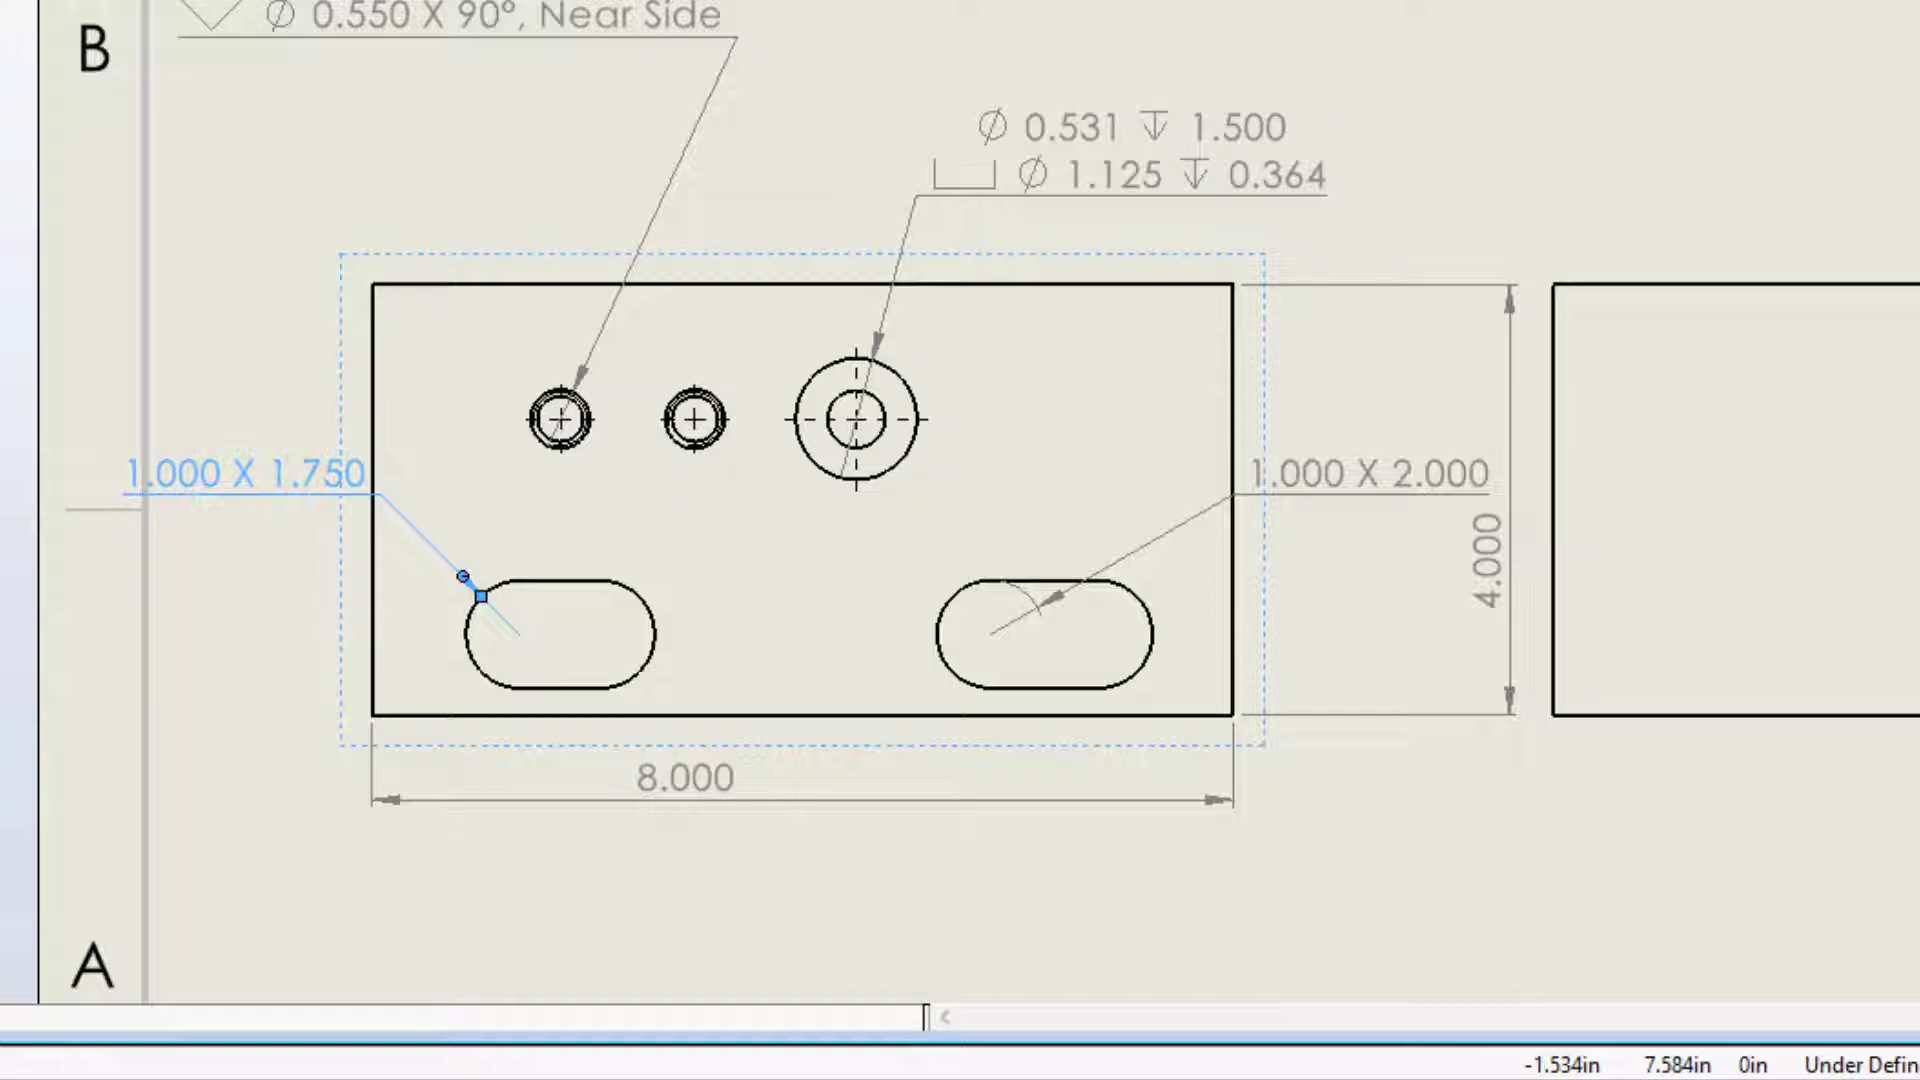 B
Ø 0.550 X 90°, Near Side
Ø 0.531 ↧ 1.500
⌴ Ø 1.125 ↧ 0.364
1.000 X 1.750
1.000 X 2.000
4.000
8.000
A
-1.534in 7.584in 0in Under Defin